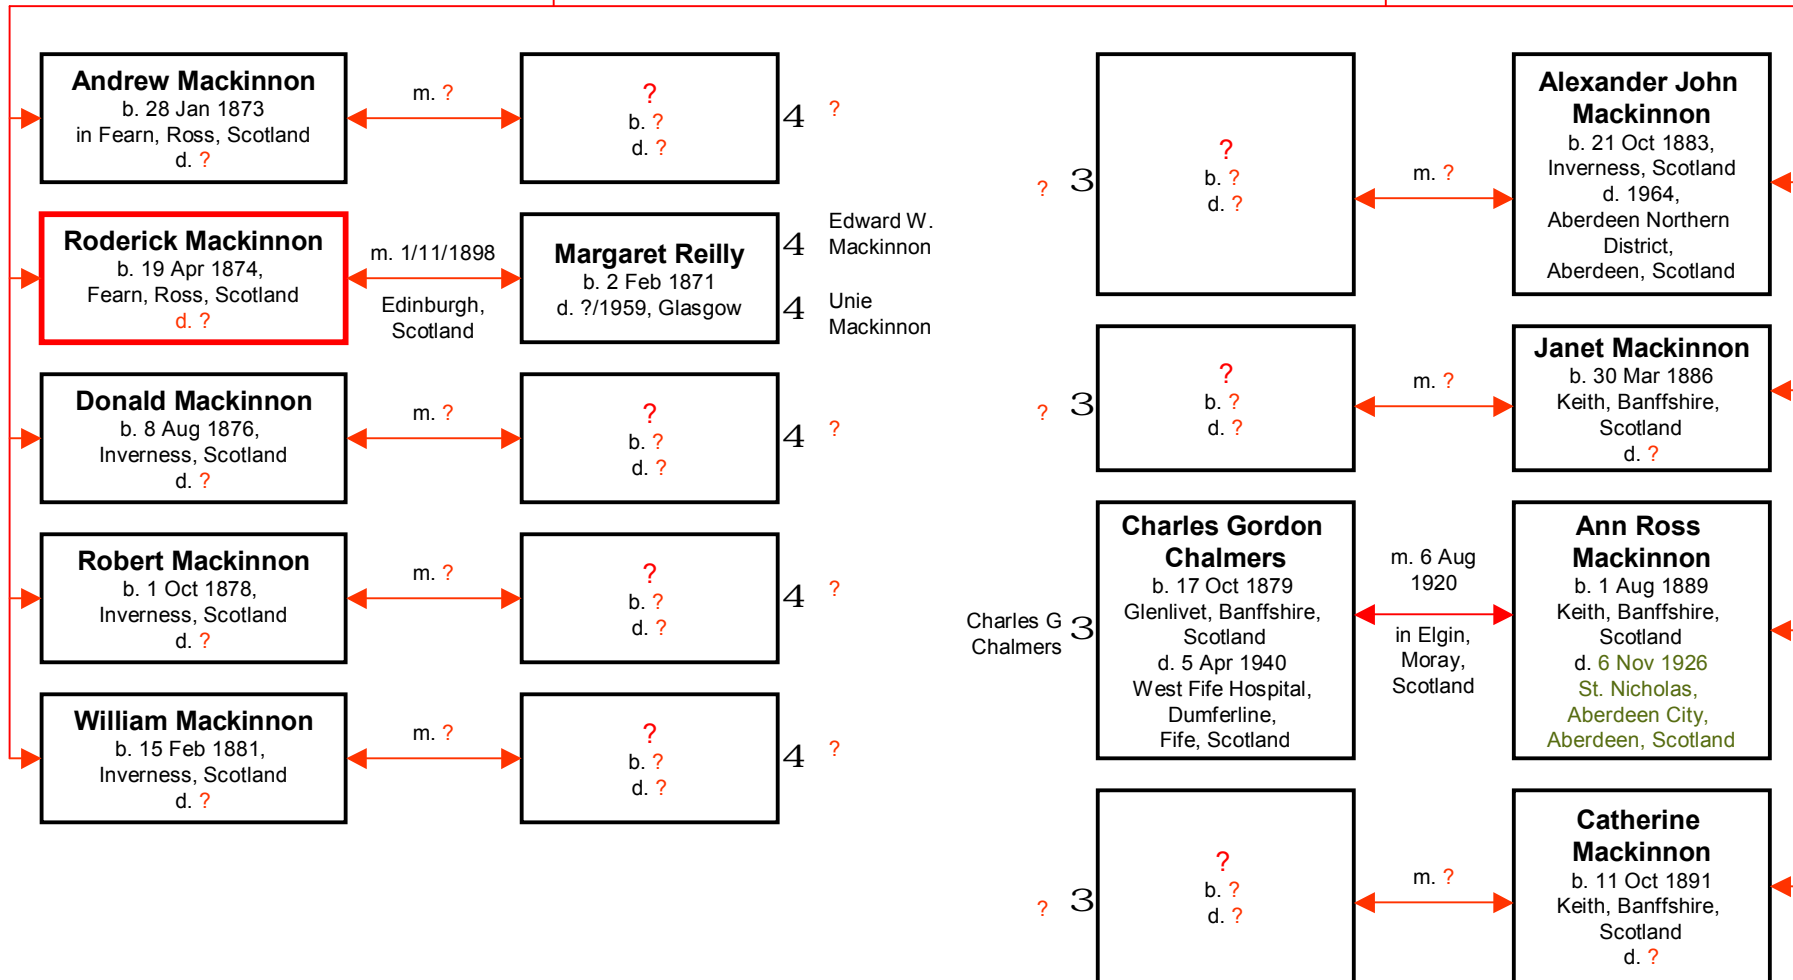 Andrew Mackinnon
b. 28 Jan 1873
in Fearn, Ross, Scotland
d. ?
m. ?
?
b. ?
d. ?
4 ?
Roderick Mackinnon
b. 19 Apr 1874,
Fearn, Ross, Scotland
d. ?
m. 1/11/1898
Edinburgh,
Scotland
Margaret Reilly
b. 2 Feb 1871
d. ?/1959, Glasgow
4
Edward W.
Mackinnon
4
Unie
Mackinnon
Donald Mackinnon
b. 8 Aug 1876,
Inverness, Scotland
d. ?
m. ?
?
b. ?
d. ?
4 ?
Robert Mackinnon
b. 1 Oct 1878,
Inverness, Scotland
d. ?
m. ?
?
b. ?
d. ?
4 ?
William Mackinnon
b. 15 Feb 1881,
Inverness, Scotland
d. ?
m. ?
?
b. ?
d. ?
4 ?
? 3
?
b. ?
d. ?
m. ?
Alexander John
Mackinnon
b. 21 Oct 1883,
Inverness, Scotland
d. 1964,
Aberdeen Northern
District,
Aberdeen, Scotland
? 3
?
b. ?
d. ?
m. ?
Janet Mackinnon
b. 30 Mar 1886
Keith, Banffshire,
Scotland
d. ?
Charles G
Chalmers
3
Charles Gordon
Chalmers
b. 17 Oct 1879
Glenlivet, Banffshire,
Scotland
d. 5 Apr 1940
West Fife Hospital,
Dumferline,
Fife, Scotland
m. 6 Aug
1920
in Elgin,
Moray,
Scotland
Ann Ross
Mackinnon
b. 1 Aug 1889
Keith, Banffshire,
Scotland
d. 6 Nov 1926
St. Nicholas,
Aberdeen City,
Aberdeen, Scotland
? 3
?
b. ?
d. ?
m. ?
Catherine
Mackinnon
b. 11 Oct 1891
Keith, Banffshire,
Scotland
d. ?